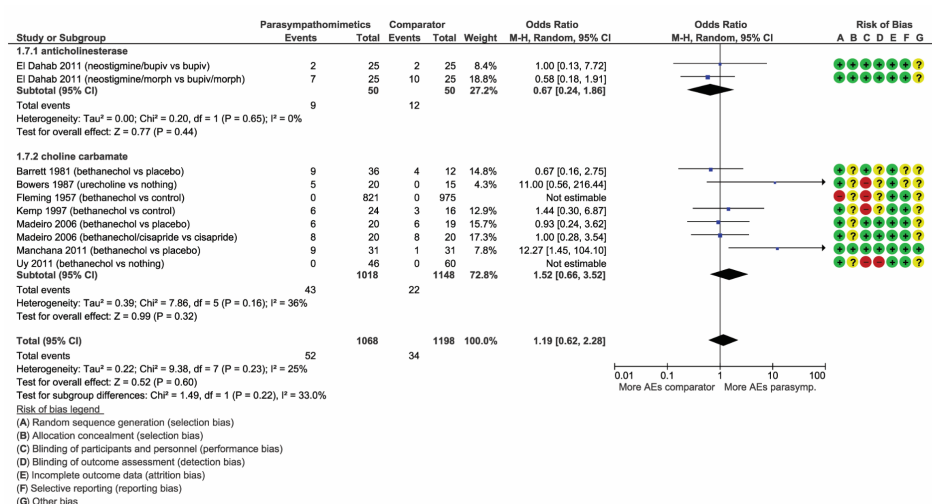 Parasympathomimetics Comparator Odds Ratio Odds Ratio Risk of Bias
Study or Subgroup Events Total Events Total Weight M-H, Random, 95% CI M-H, Random, 95% CI A B C D E F G
1.7.1 anticholinesterase
El Dahab 2011 (neostigmine/bupiv vs bupiv) 2 25 2 25 8.4% 1.00 [0.13, 7.72] + + + + + + ?
El Dahab 2011 (neostigmine/morph vs bupiv/morph) 7 25 10 25 18.8% 0.58 [0.18, 1.91] + + + + + + ?
Subtotal (95% CI) 50 50 27.2% 0.67 [0.24, 1.86]
Total events 9 12
Heterogeneity: Tau² = 0.00; Chi² = 0.20, df = 1 (P = 0.65); I² = 0%
Test for overall effect: Z = 0.77 (P = 0.44)
1.7.2 choline carbamate
Barrett 1981 (bethanechol vs placebo) 9 36 4 12 14.8% 0.67 [0.16, 2.75] + ? + + + + ?
Bowers 1987 (urecholine vs nothing) 5 20 0 15 4.3% 11.00 [0.56, 216.44] + ? – ? + + ?
Fleming 1957 (bethanechol vs control) 0 821 0 975 Not estimable – ? – ? + + ?
Kemp 1997 (bethanechol vs control) 6 24 3 16 12.9% 1.44 [0.30, 6.87] + ? – ? + + ?
Madeiro 2006 (bethanechol vs placebo) 6 20 6 19 15.7% 0.93 [0.24, 3.62] + ? + + + + ?
Madeiro 2006 (bethanechol/cisapride vs cisapride) 8 20 8 20 17.3% 1.00 [0.28, 3.54] + ? + + + + ?
Manchana 2011 (bethanechol vs placebo) 9 31 1 31 7.8% 12.27 [1.45, 104.10] + + + + + + +
Uy 2011 (bethanechol vs nothing) 0 46 0 60 Not estimable + ? – – + + ?
Subtotal (95% CI) 1018 1148 72.8% 1.52 [0.66, 3.52]
Total events 43 22
Heterogeneity: Tau² = 0.39; Chi² = 7.86, df = 5 (P = 0.16); I² = 36%
Test for overall effect: Z = 0.99 (P = 0.32)
Total (95% CI) 1068 1198 100.0% 1.19 [0.62, 2.28]
Total events 52 34
Heterogeneity: Tau² = 0.22; Chi² = 9.38, df = 7 (P = 0.23); I² = 25%
Test for overall effect: Z = 0.52 (P = 0.60)
Test for subgroup differences: Chi² = 1.49, df = 1 (P = 0.22), I² = 33.0%
0.01 0.1 1 10 100
More AEs comparator More AEs parasymp.
Risk of bias legend
(A) Random sequence generation (selection bias)
(B) Allocation concealment (selection bias)
(C) Blinding of participants and personnel (performance bias)
(D) Blinding of outcome assessment (detection bias)
(E) Incomplete outcome data (attrition bias)
(F) Selective reporting (reporting bias)
(G) Other bias